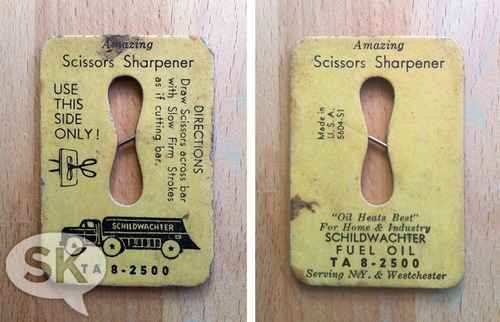 Amazing
Scissors Sharpener
USE
THIS
SIDE
ONLY!
DIRECTIONS
Draw Scissors across bar
with Slow Firm Strokes
as if cutting bar.
SCHILDWACHTER
TA 8-2500
SK
Amazing
Scissors Sharpener
Made in
U.S.A.
5604-S1
"Oil Heats Best"
For Home & Industry
SCHILDWACHTER
FUEL OIL
TA 8-2500
Serving N.Y. & Westchester